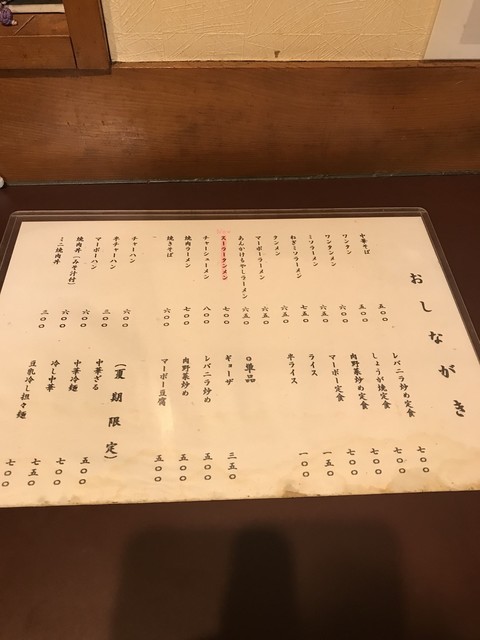 おしながき
中華そば 五〇〇
ワンタン 五〇〇
ワンタンメン
ミソラーメン
ねぎミソラーメン 七五〇
タンメン 六五〇
マーボーラーメン 六五〇
あんかけもやしラーメン 六五〇
スーラータンメン 七〇〇
チャーシューメン 八〇〇
焼肉ラーメン 七〇〇
焼きそば 六〇〇
チャーハン 六〇〇
半チャーハン 三〇〇
マーボーハン 六〇〇
焼肉丼(みそ汁付) 六〇〇
ミニ焼肉丼 三〇〇
レバニラ炒め定食 七〇〇
しょうが焼定食 七〇〇
肉野菜炒め定食 七〇〇
マーボー定食 七〇〇
ライス 一五〇
半ライス 一〇〇
○単品
ギョーザ 三五〇
レバニラ炒め 五〇〇
肉野菜炒め 五〇〇
マーボー豆腐 五〇〇
(夏期限定)
中華ざる 五〇〇
中華冷麺 七〇〇
冷し中華 七五〇
豆乳冷し担々麺 七〇〇